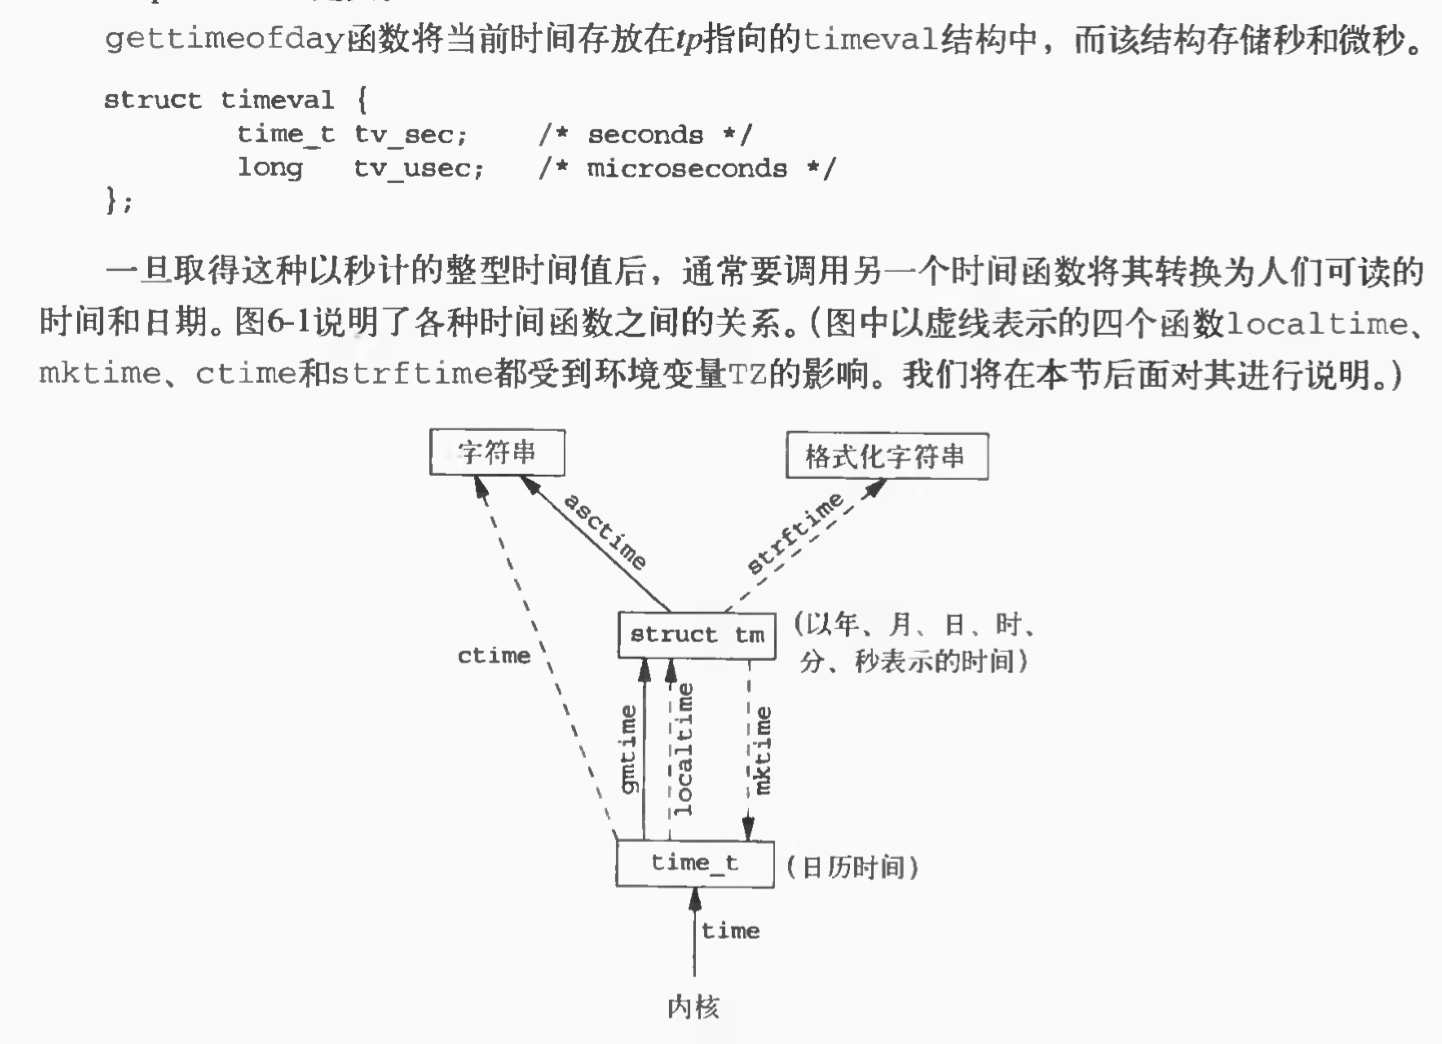 gettimeofday函数将当前时间存放在tp指向的timeval结构中，而该结构存储秒和微秒。
struct timeval {
time_t tv_sec; /* seconds */
long tv_usec; /* microseconds */
};
一旦取得这种以秒计的整型时间值后，通常要调用另一个时间函数将其转换为人们可读的
时间和日期。图6-1说明了各种时间函数之间的关系。（图中以虚线表示的四个函数localtime、
mktime、ctime和strftime都受到环境变量TZ的影响。我们将在本节后面对其进行说明。）
字符串
格式化字符串
asctime
strftime
struct tm
（以年、月、日、时、
分、秒表示的时间）
ctime
gmtime
localtime
mktime
time_t
（日历时间）
time
内核